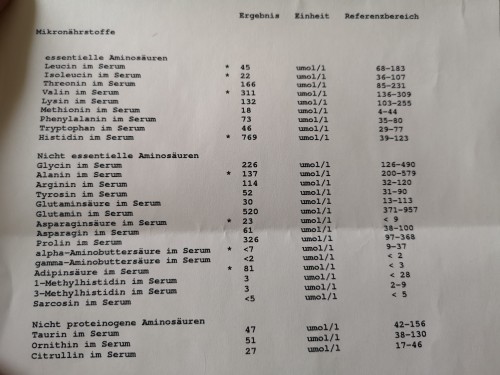 Ergebnis Einheit Referenzbereich
Mikronährstoffe
essentielle Aminosäuren
Leucin im Serum * 45 umol/l 68-183
Isoleucin im Serum * 22 umol/l 36-107
Threonin im Serum 166 umol/l 85-231
Valin im Serum * 311 umol/l 136-309
Lysin im Serum 132 umol/l 103-255
Methionin im Serum 18 umol/l 4-44
Phenylalanin im Serum 73 umol/l 35-80
Tryptophan im Serum 46 umol/l 29-77
Histidin im Serum * 769 umol/l 39-123
Nicht essentielle Aminosäuren
Glycin im Serum 226 umol/l 126-490
Alanin im Serum * 137 umol/l 200-579
Arginin im Serum 114 umol/l 32-120
Tyrosin im Serum 52 umol/l 31-90
Glutaminsäure im Serum 30 umol/l 13-113
Glutamin im Serum 520 umol/l 371-957
Asparaginsäure im Serum * 23 umol/l < 9
Asparagin im Serum 61 umol/l 38-100
Prolin im Serum 326 umol/l 97-368
alpha-Aminobuttersäure im Serum * <7 umol/l 9-37
gamma-Aminobuttersäure im Serum <2 umol/l < 2
Adipinsäure im Serum * 81 umol/l < 3
1-Methylhistidin im Serum 3 umol/l < 28
3-Methylhistidin im Serum 3 umol/l 2-9
Sarcosin im Serum <5 umol/l < 5
Nicht proteinogene Aminosäuren
Taurin im Serum 47 umol/l 42-156
Ornithin im Serum 51 umol/l 38-130
Citrullin im Serum 27 umol/l 17-46